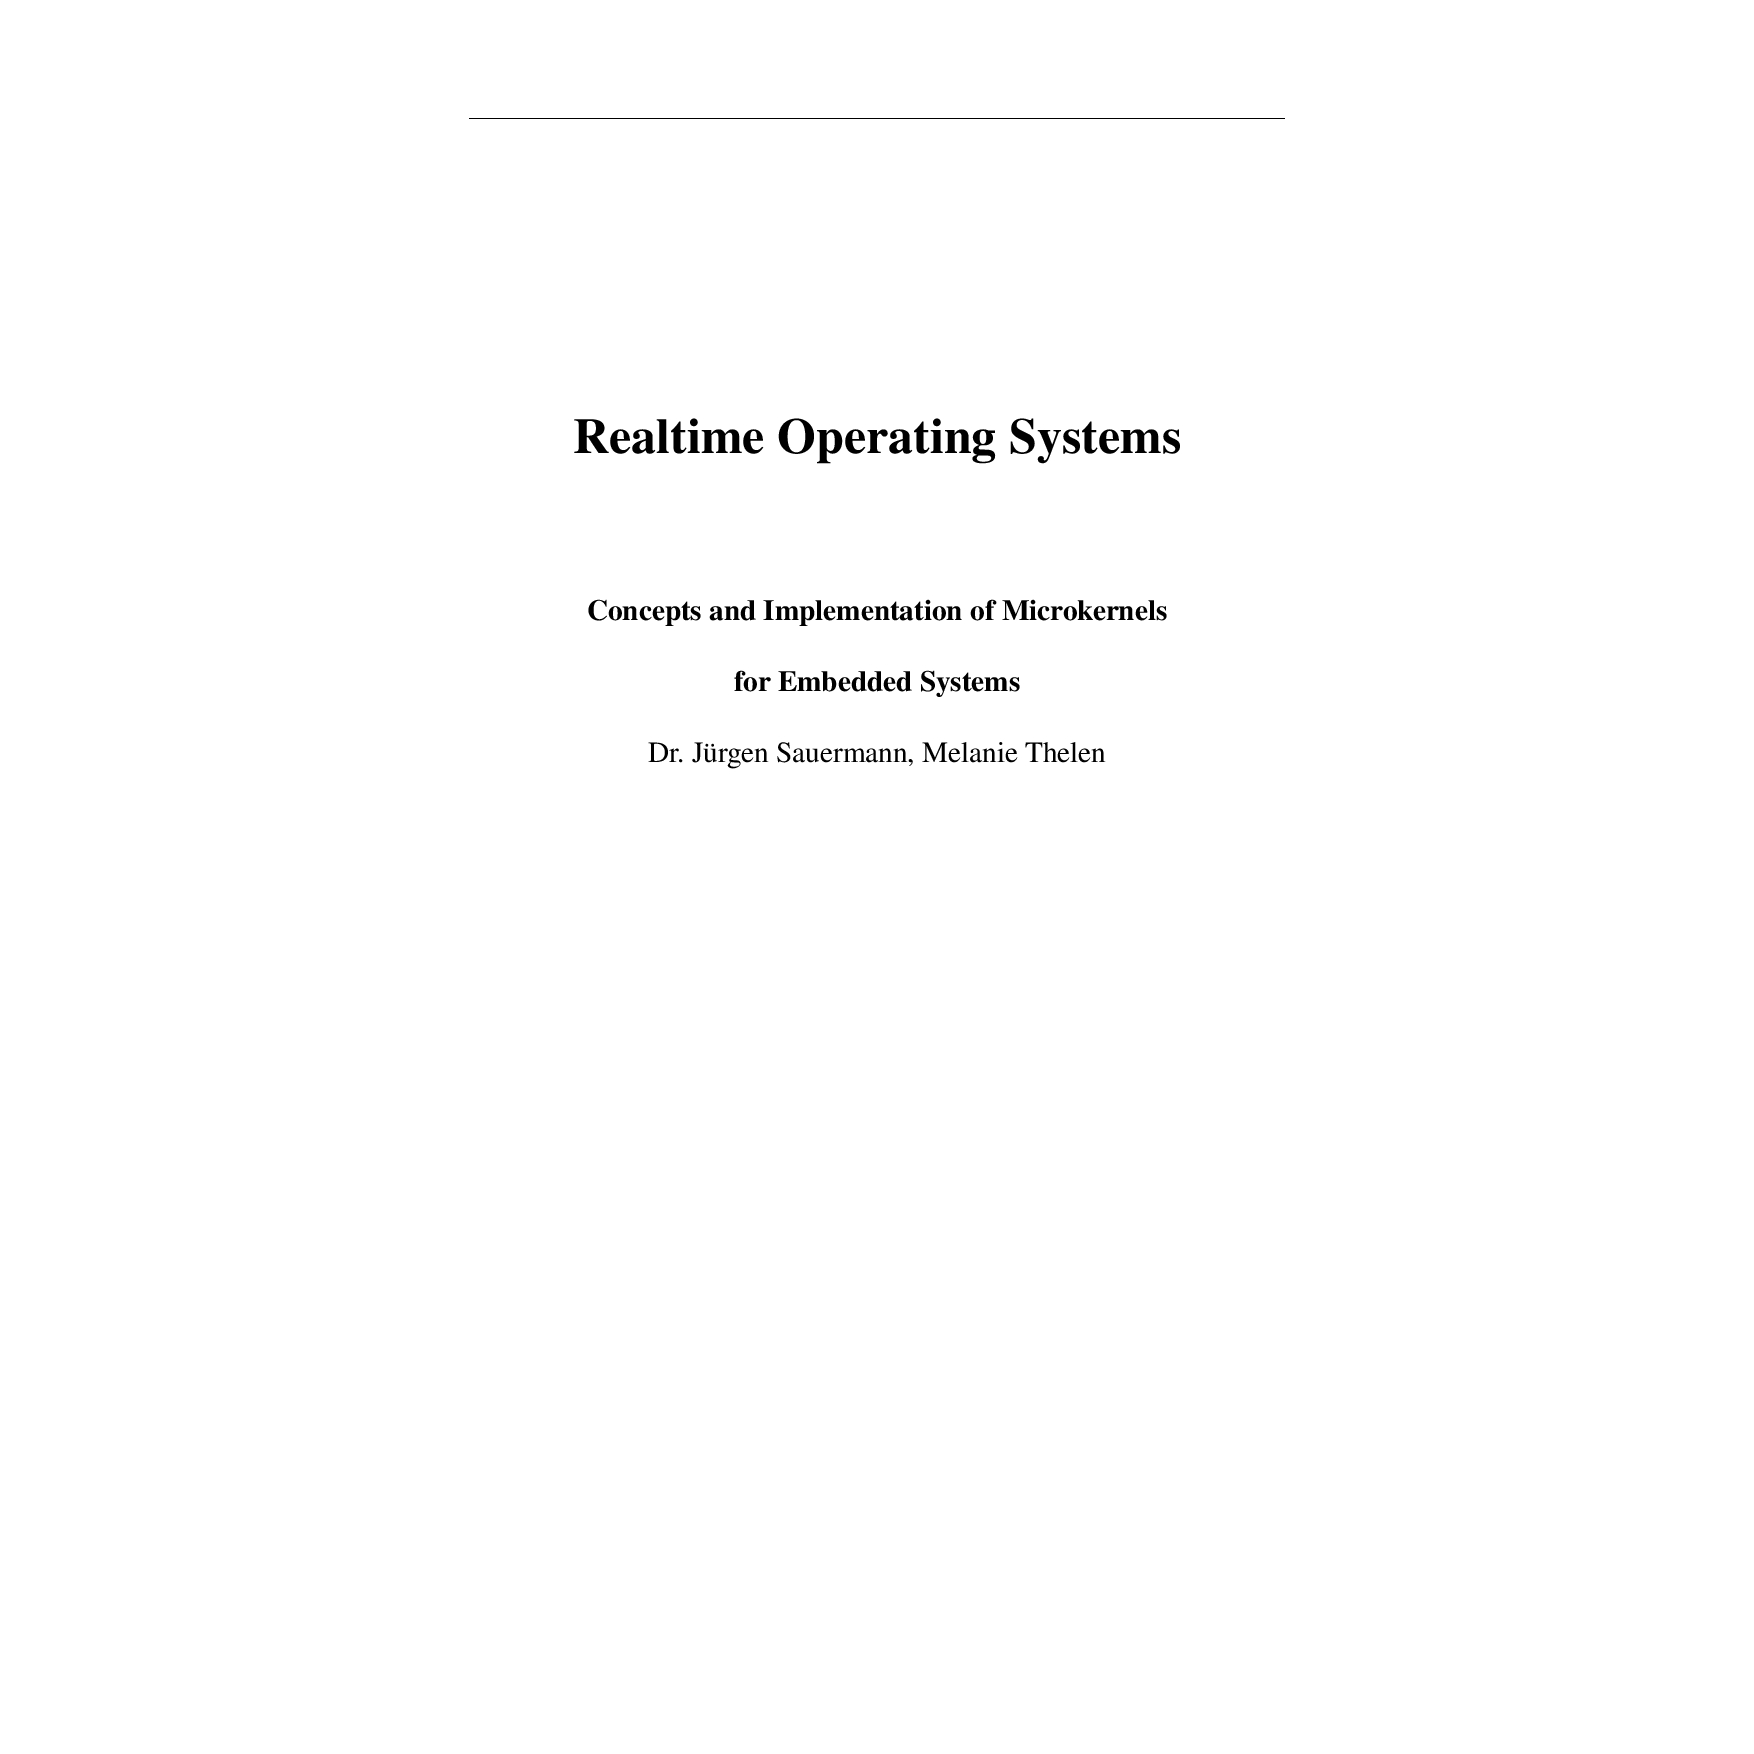 Realtime Operating Systems
Concepts and Implementation of Microkernels
for Embedded Systems
Dr. Jürgen Sauermann, Melanie Thelen